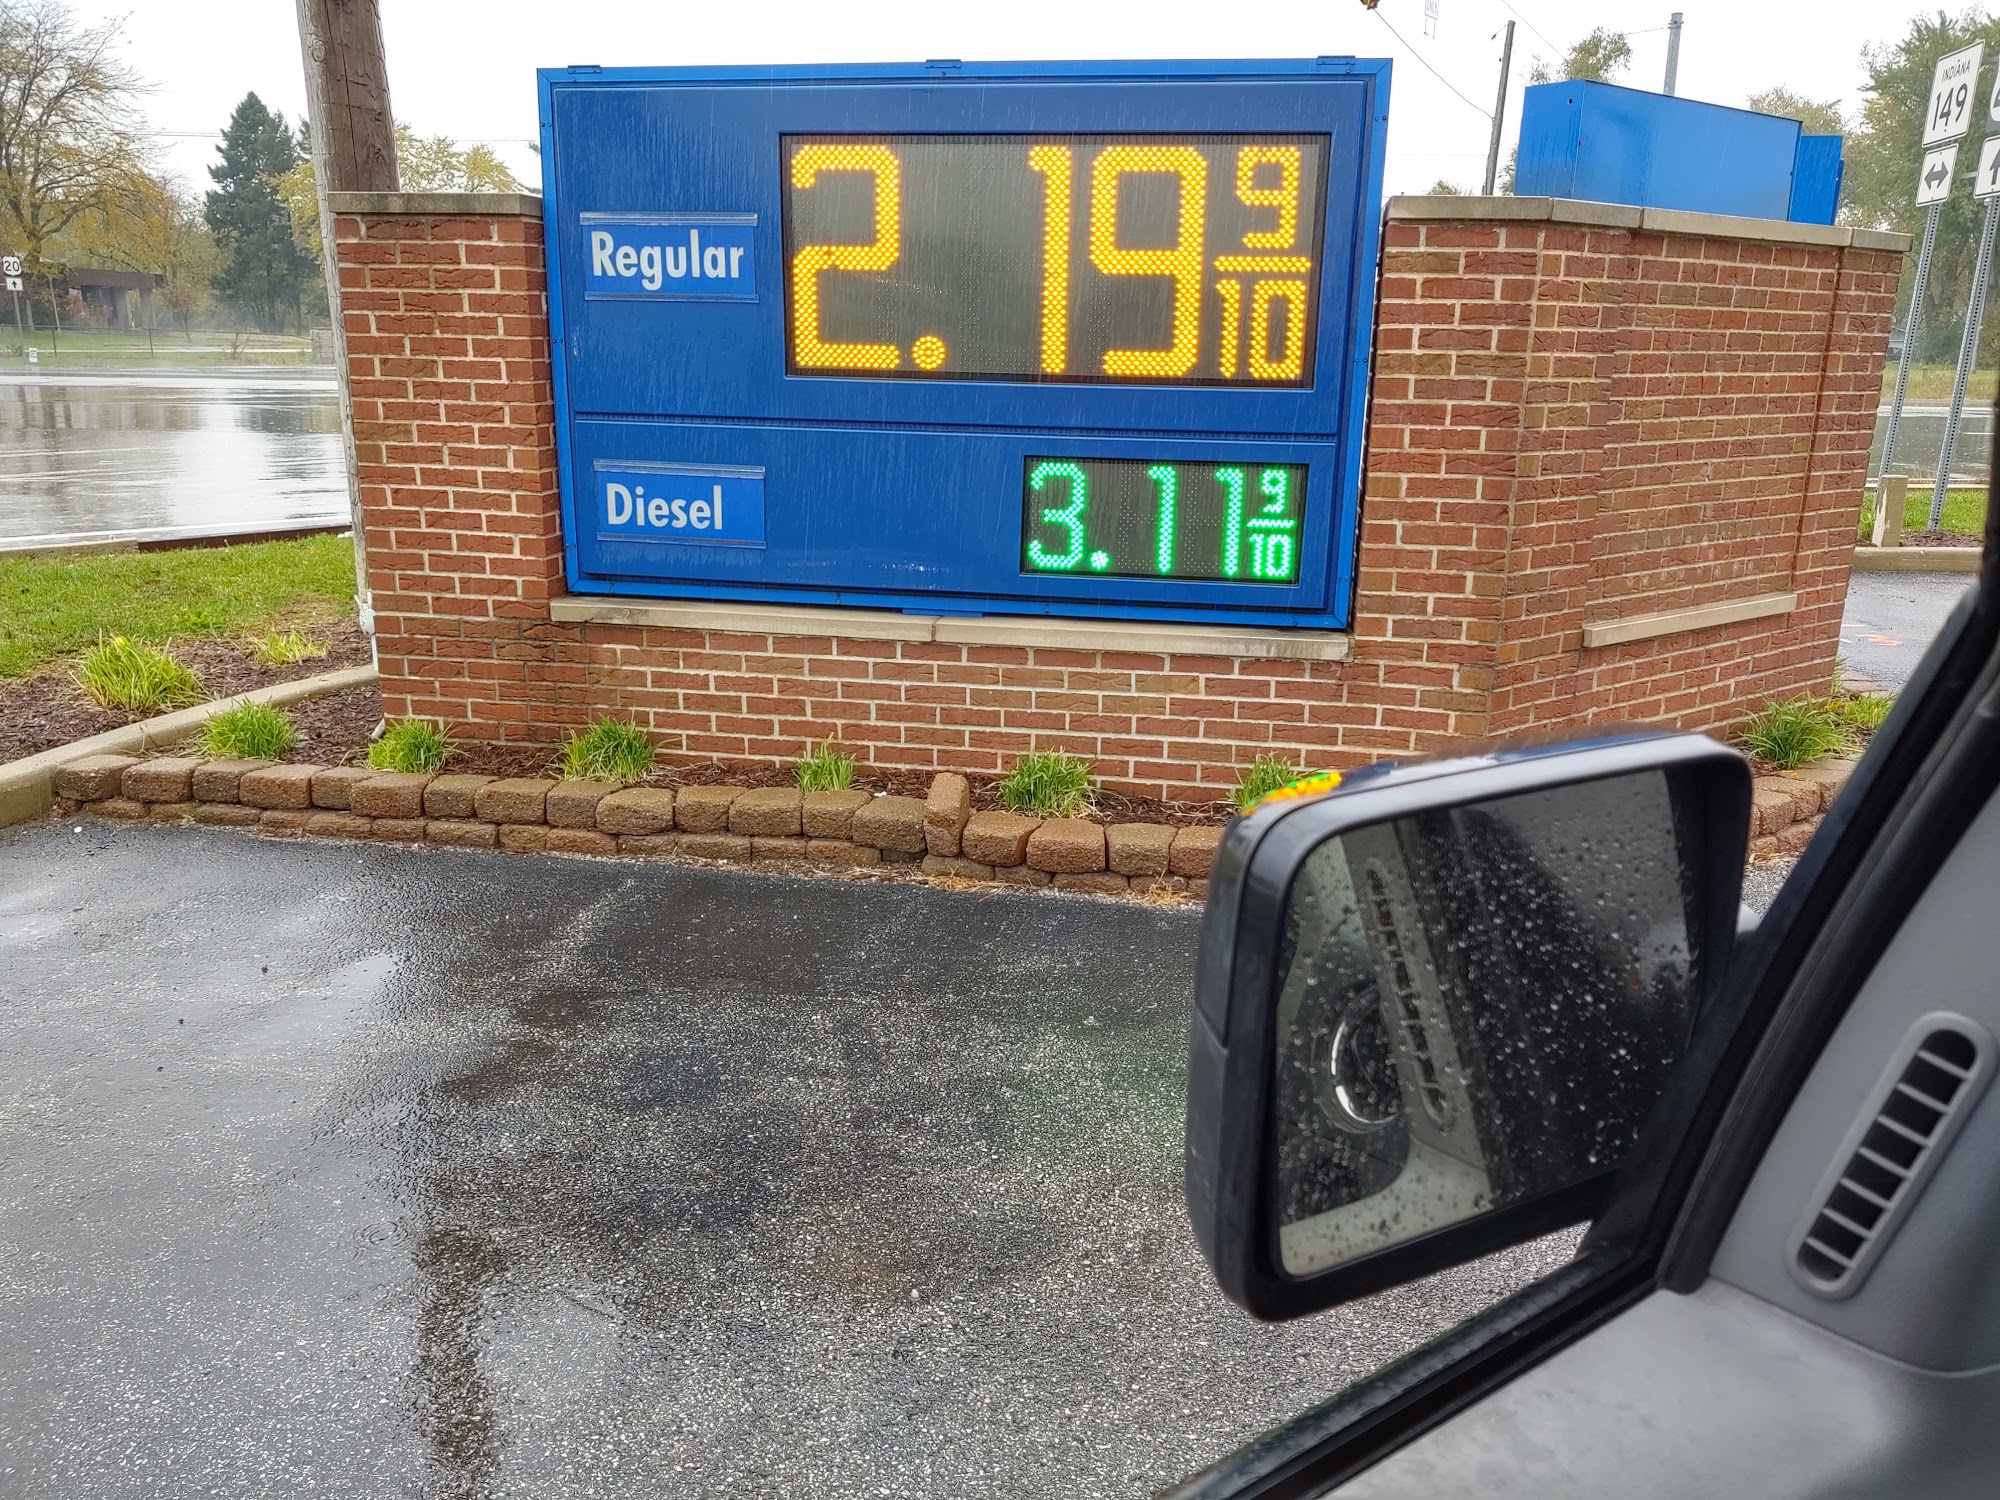 Regular
2.19 9/10
Diesel
3.11 9/10
INDIANA
149
20